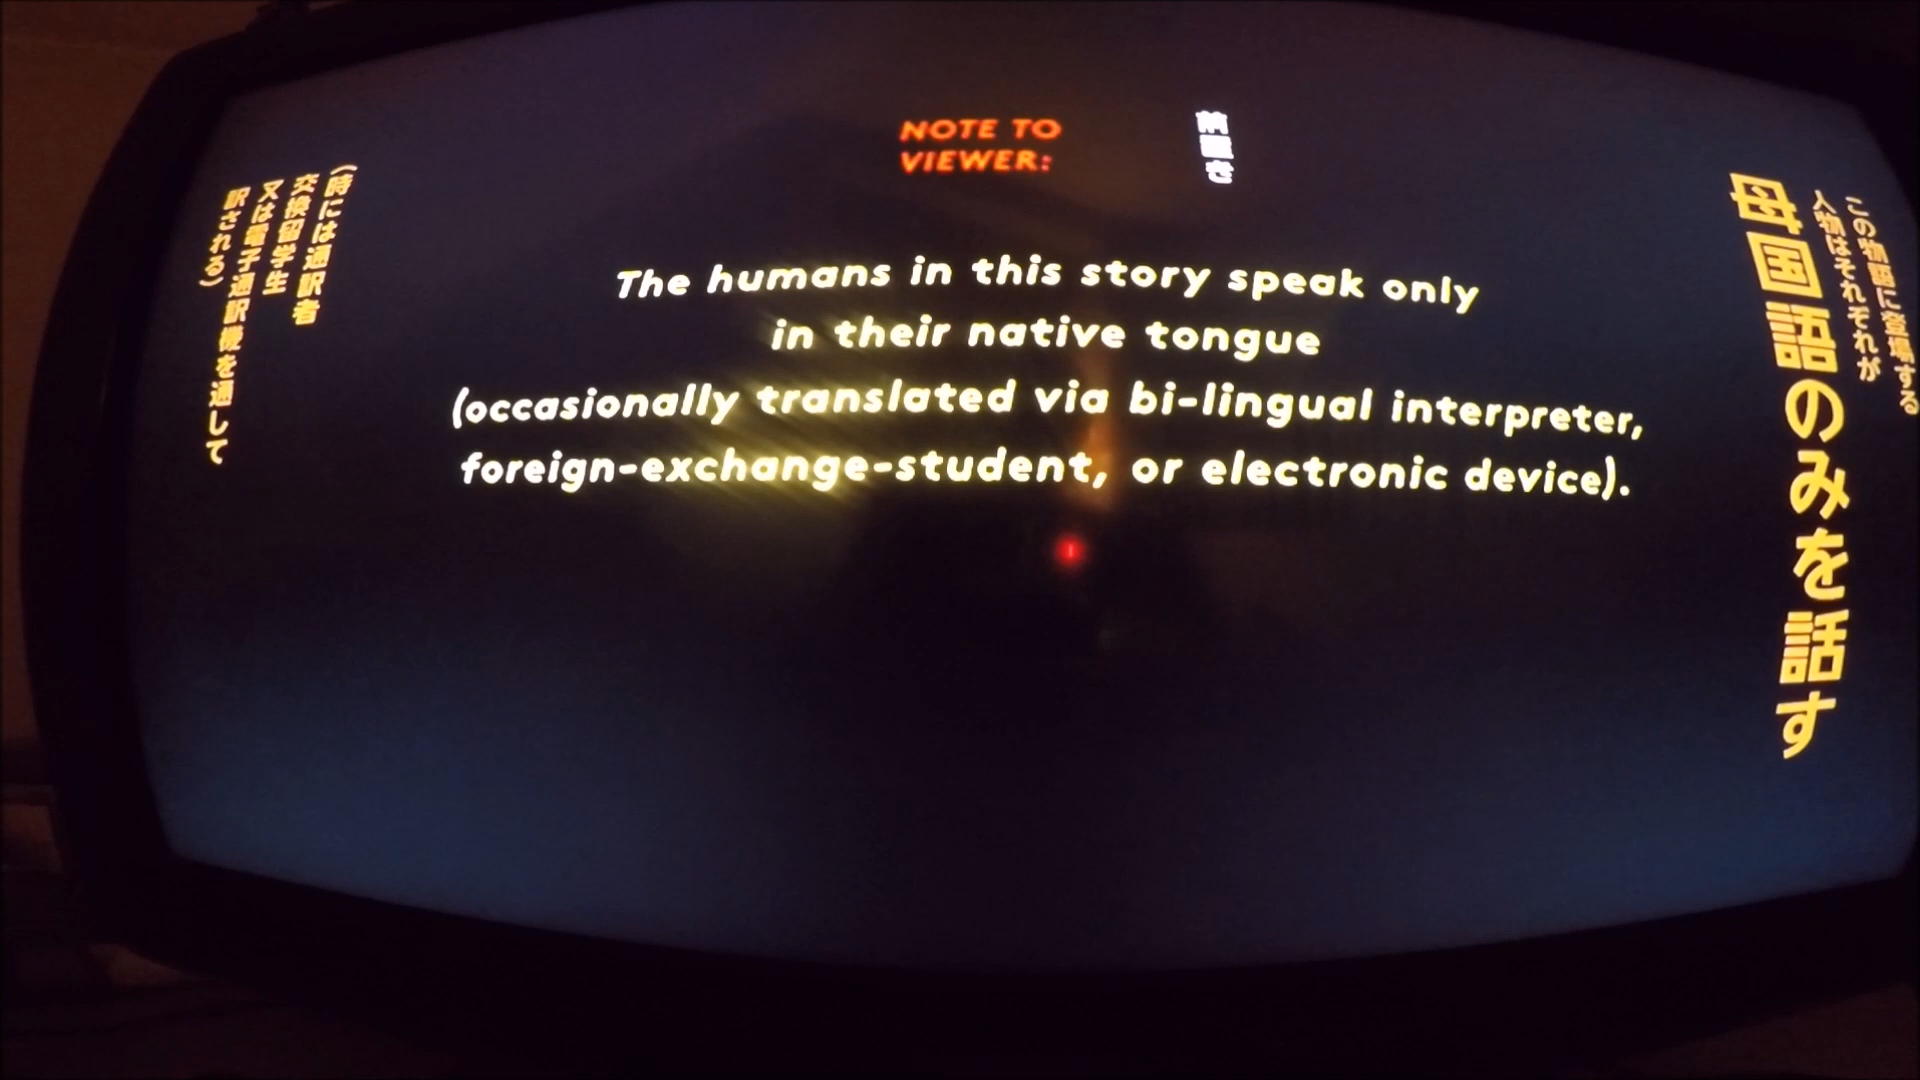 NOTE TO
VIEWER:
前置き
The humans in this story speak only
in their native tongue
(occasionally translated via bi-lingual interpreter,
foreign-exchange-student, or electronic device).
この物語に登場する
人物はそれぞれが
母国語のみを話す
(時には通訳者
交換留学生
又は電子通訳機を通して
訳される)